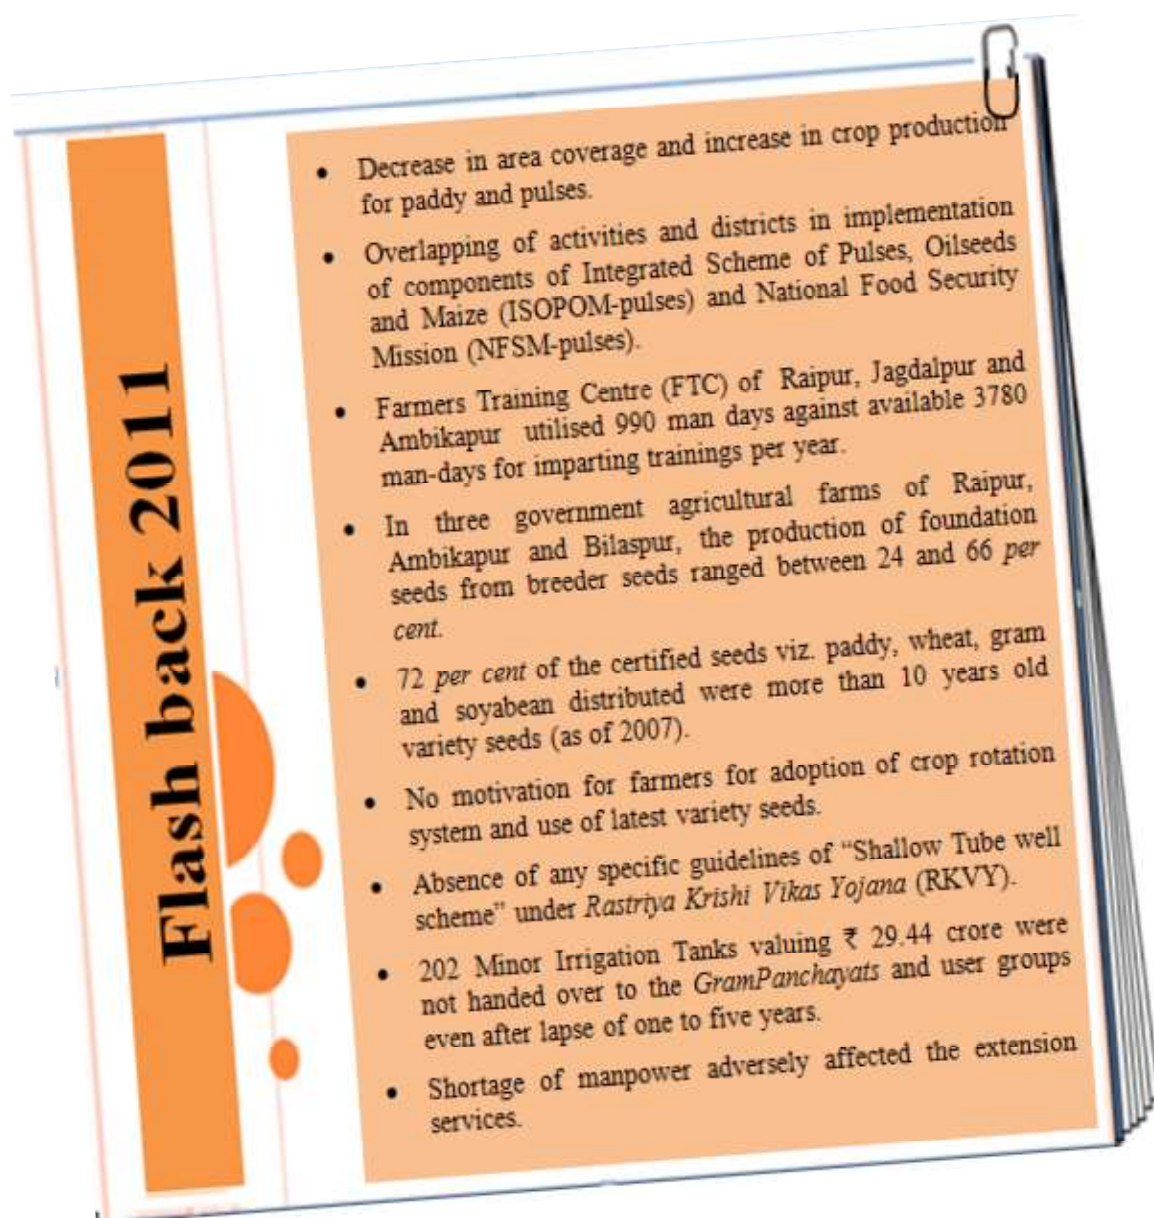 Flash back 2011
• Decrease in area coverage and increase in crop production
for paddy and pulses.
• Overlapping of activities and districts in implementation
of components of Integrated Scheme of Pulses, Oilseeds
and Maize (ISOPOM-pulses) and National Food Security
Mission (NFSM-pulses).
• Farmers Training Centre (FTC) of Raipur, Jagdalpur and
Ambikapur utilised 990 man days against available 3780
man-days for imparting trainings per year.
• In three government agricultural farms of Raipur,
Ambikapur and Bilaspur, the production of foundation
seeds from breeder seeds ranged between 24 and 66 per
cent.
• 72 per cent of the certified seeds viz. paddy, wheat, gram
and soyabean distributed were more than 10 years old
variety seeds (as of 2007).
• No motivation for farmers for adoption of crop rotation
system and use of latest variety seeds.
• Absence of any specific guidelines of “Shallow Tube well
scheme” under Rastriya Krishi Vikas Yojana (RKVY).
• 202 Minor Irrigation Tanks valuing ₹ 29.44 crore were
not handed over to the GramPanchayats and user groups
even after lapse of one to five years.
• Shortage of manpower adversely affected the extension
services.